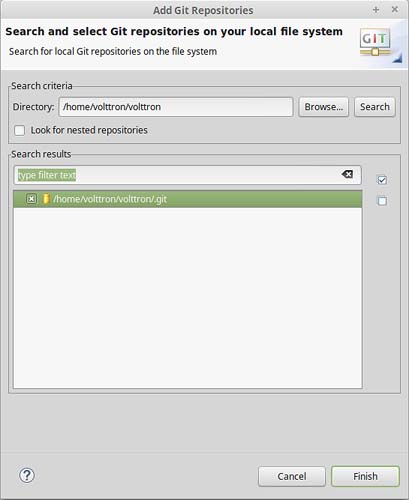 Add Git Repositories
Search and select Git repositories on your local file system
Search for local Git repositories on the file system
GIT
Search criteria
Directory: /home/volttron/volttron Browse... Search
Look for nested repositories
Search results
type filter text
/home/volttron/volttron/.git
? Cancel Finish